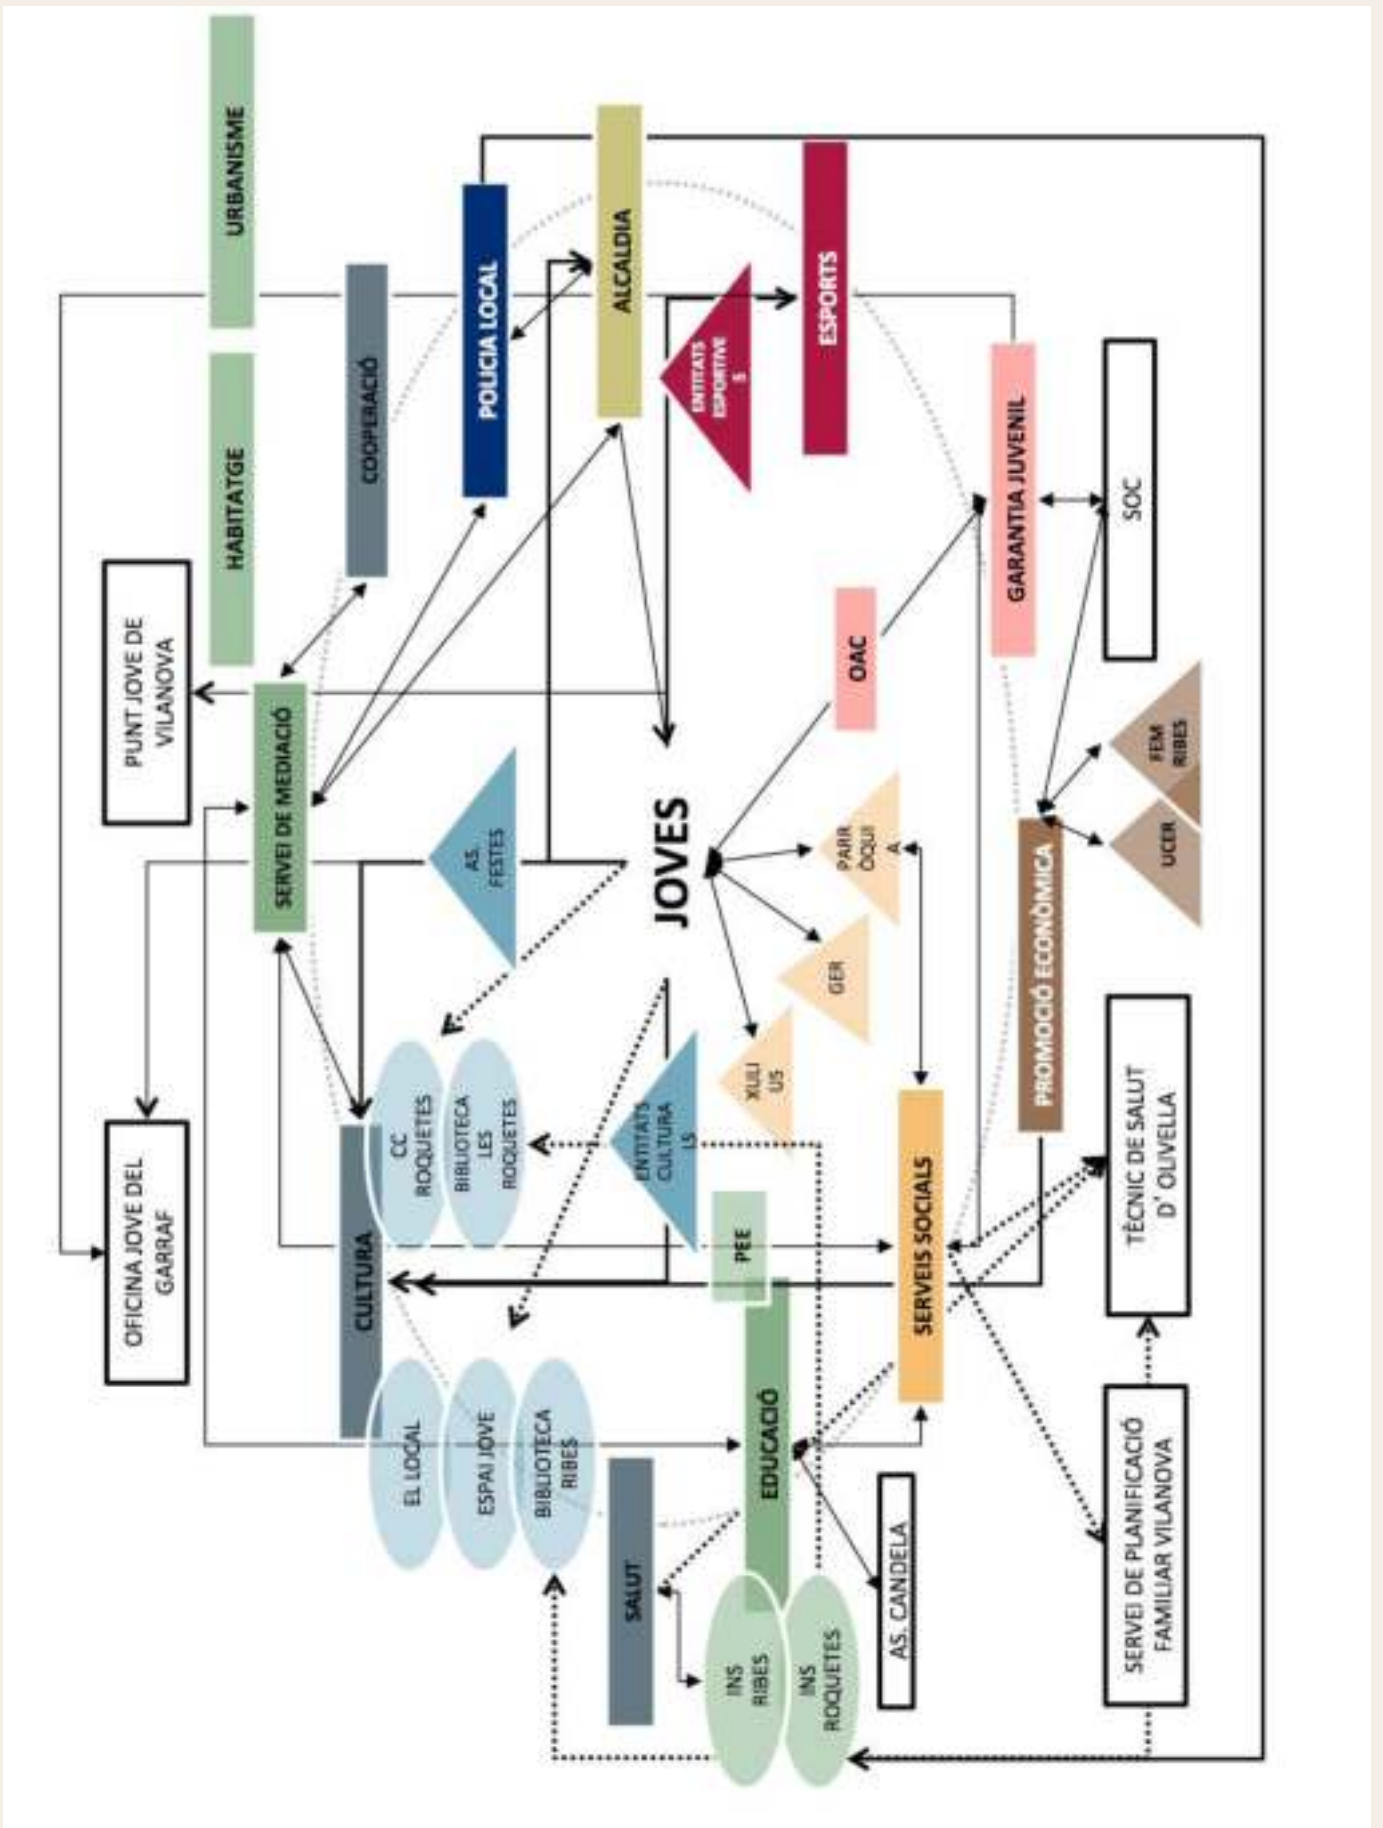 OFICINA JOVE DEL
GARRAF
PUNT JOVE DE
VILANOVA
HABITATGE
URBANISME
SERVEI DE MEDIACIÓ
CULTURA
COOPERACIÓ
EL LOCAL
CC
ROQUETES
ESPAI JOVE
BIBLIOTECA
LES
ROQUETES
AS.
FESTES
POLICIA LOCAL
BIBLIOTECA
RIBES
SALUT
ALCALDIA
ENTITATS
CULTURA
LS
JOVES
ENTITATS
ESPORTIVE
S
INS
RIBES
EDUCACIÓ
PEE
XULI
US
INS
ROQUETES
GER
PARR
ÒQUI
A
OAC
ESPORTS
AS. CANDELA
SERVEIS SOCIALS
PROMOCIÓ ECONÒMICA
GARANTIA JUVENIL
SERVEI DE PLANIFICACIÓ
FAMILIAR VILANOVA
TÈCNIC DE SALUT
D' OLIVELLA
UCER
FEM
RIBES
SOC